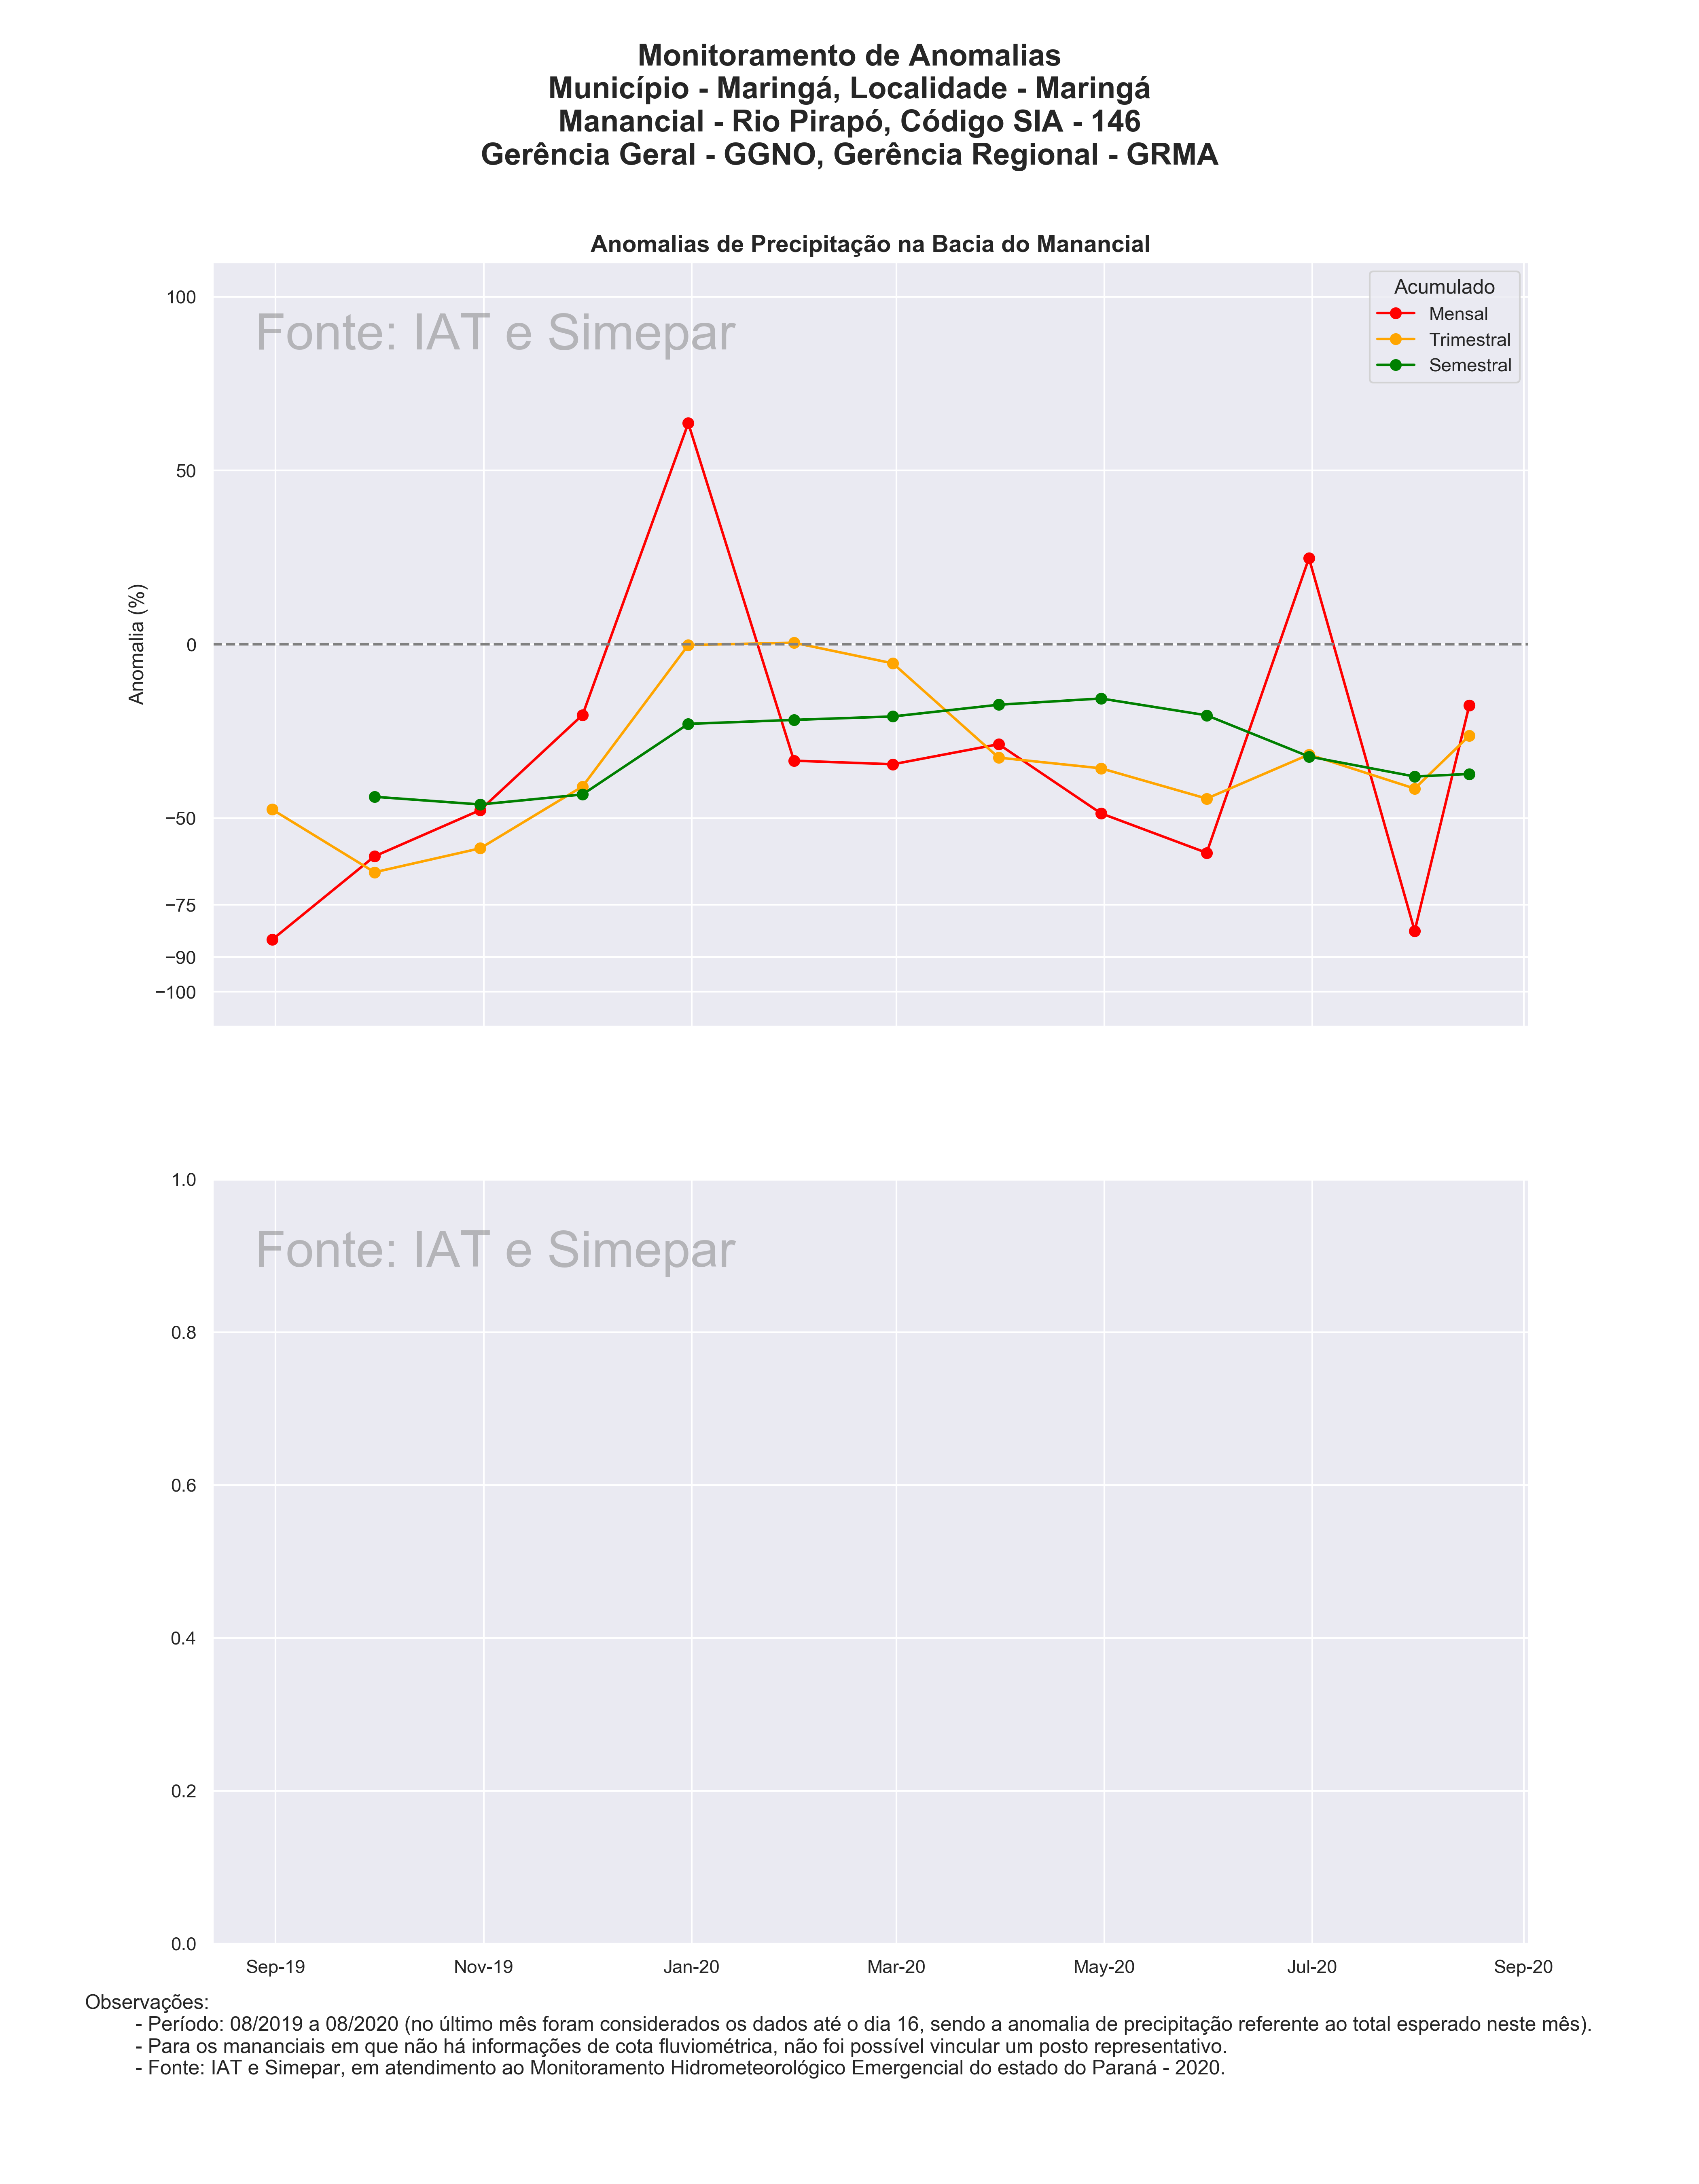 Monitoramento de Anomalias
Município - Maringá, Localidade - Maringá
Manancial - Rio Pirapó, Código SIA - 146
Gerência Geral - GGNO, Gerência Regional - GRMA
Anomalias de Precipitação na Bacia do Manancial
Fonte: IAT e Simepar
Acumulado
Mensal
Trimestral
Semestral
Anomalia (%)
100
50
0
−50
−75
−90
−100
Fonte: IAT e Simepar
1.0
0.8
0.6
0.4
0.2
0.0
Sep-19 Nov-19 Jan-20 Mar-20 May-20 Jul-20 Sep-20
Observações:
- Período: 08/2019 a 08/2020 (no último mês foram considerados os dados até o dia 16, sendo a anomalia de precipitação referente ao total esperado neste mês).
- Para os mananciais em que não há informações de cota fluviométrica, não foi possível vincular um posto representativo.
- Fonte: IAT e Simepar, em atendimento ao Monitoramento Hidrometeorológico Emergencial do estado do Paraná - 2020.